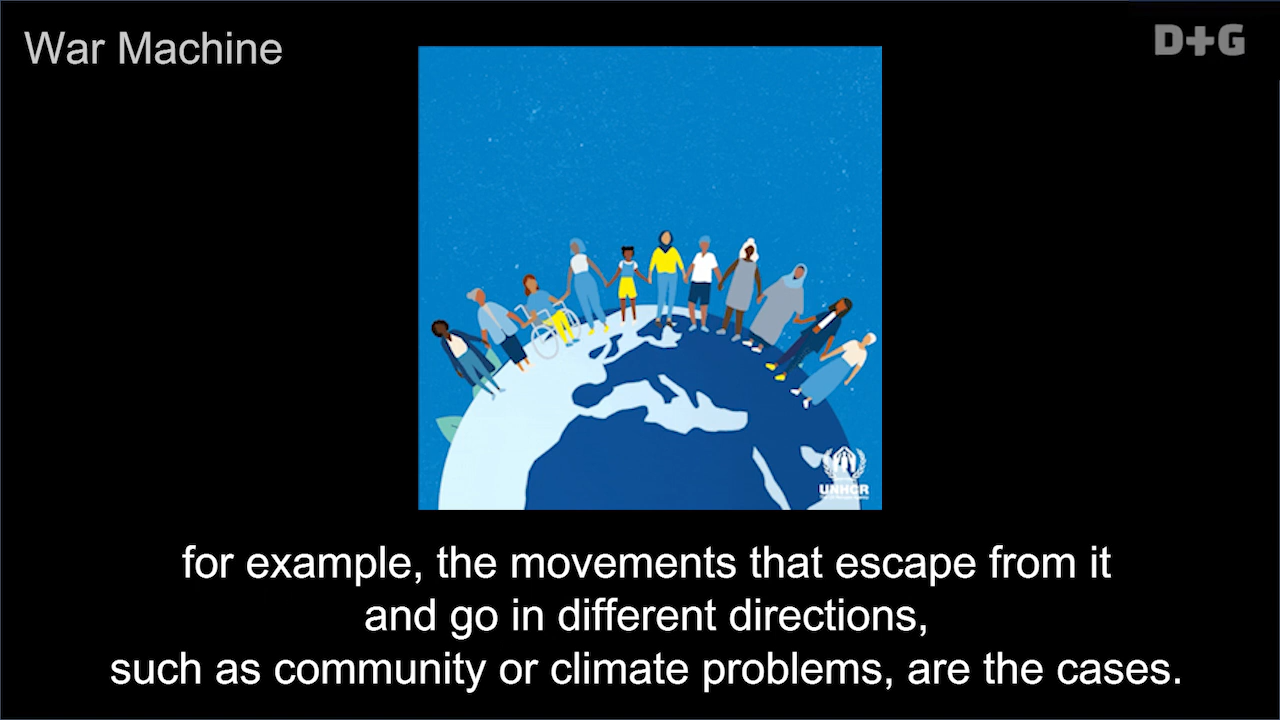 War Machine
D+G
UNHCR
for example, the movements that escape from it
and go in different directions,
such as community or climate problems, are the cases.